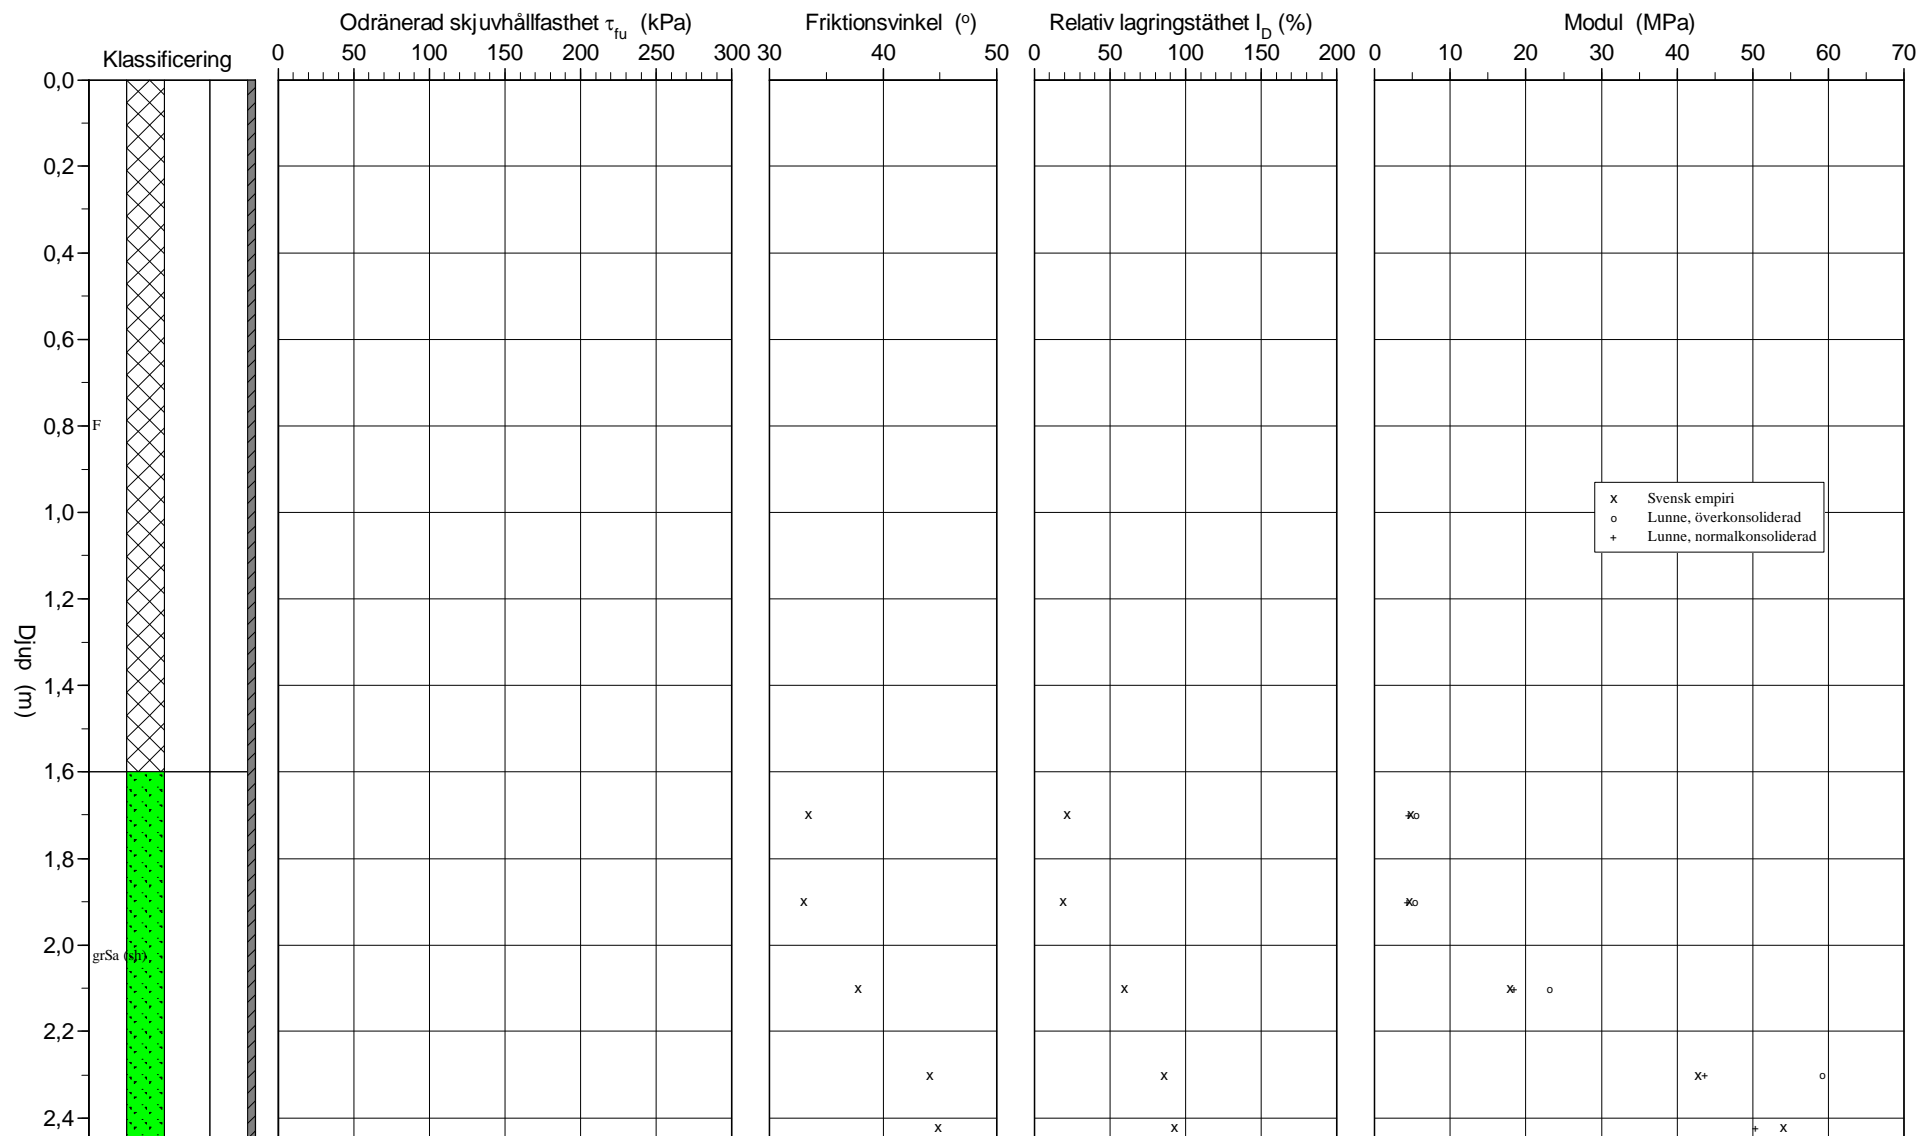 Odränerad skjuvhållfasthet τfu (kPa)
Friktionsvinkel (o)
Relativ lagringstäthet ID (%)
Modul (MPa)
Klassificering
0 50 100 150 200 250 300
30 40 50
0 50 100 150 200
0 10 20 30 40 50 60 70
0,0
0,2
0,4
0,6
0,8
F
1,0
x Svensk empiri
o Lunne, överkonsoliderad
+ Lunne, normalkonsoliderad
1,2
Djup (m)
1,4
1,6
1,8
2,0
grSa (sh)
2,2
2,4